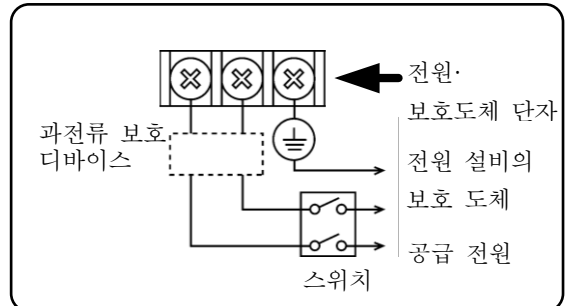 전원·
보호도체 단자
과전류 보호
디바이스
전원 설비의
보호 도체
공급 전원
스위치